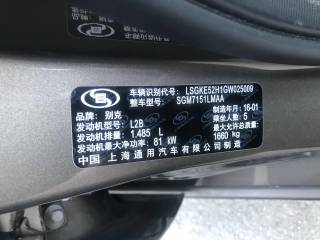 车辆识别代号: LSGKE52H1GW025009
整车型号: SGM7151LMAA
品牌: 别克
制造年月: 16-01
发动机型号: L2B
乘坐人数: 5
发动机排量: 1.485 L
最大允许总质量:
发动机最大净功率: 81 kW
1660 kg
中国 上海通用汽车有限公司 制造